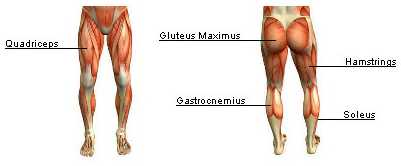 Quadriceps
Gluteus Maximus
Hamstrings
Gastrocnemius
Soleus